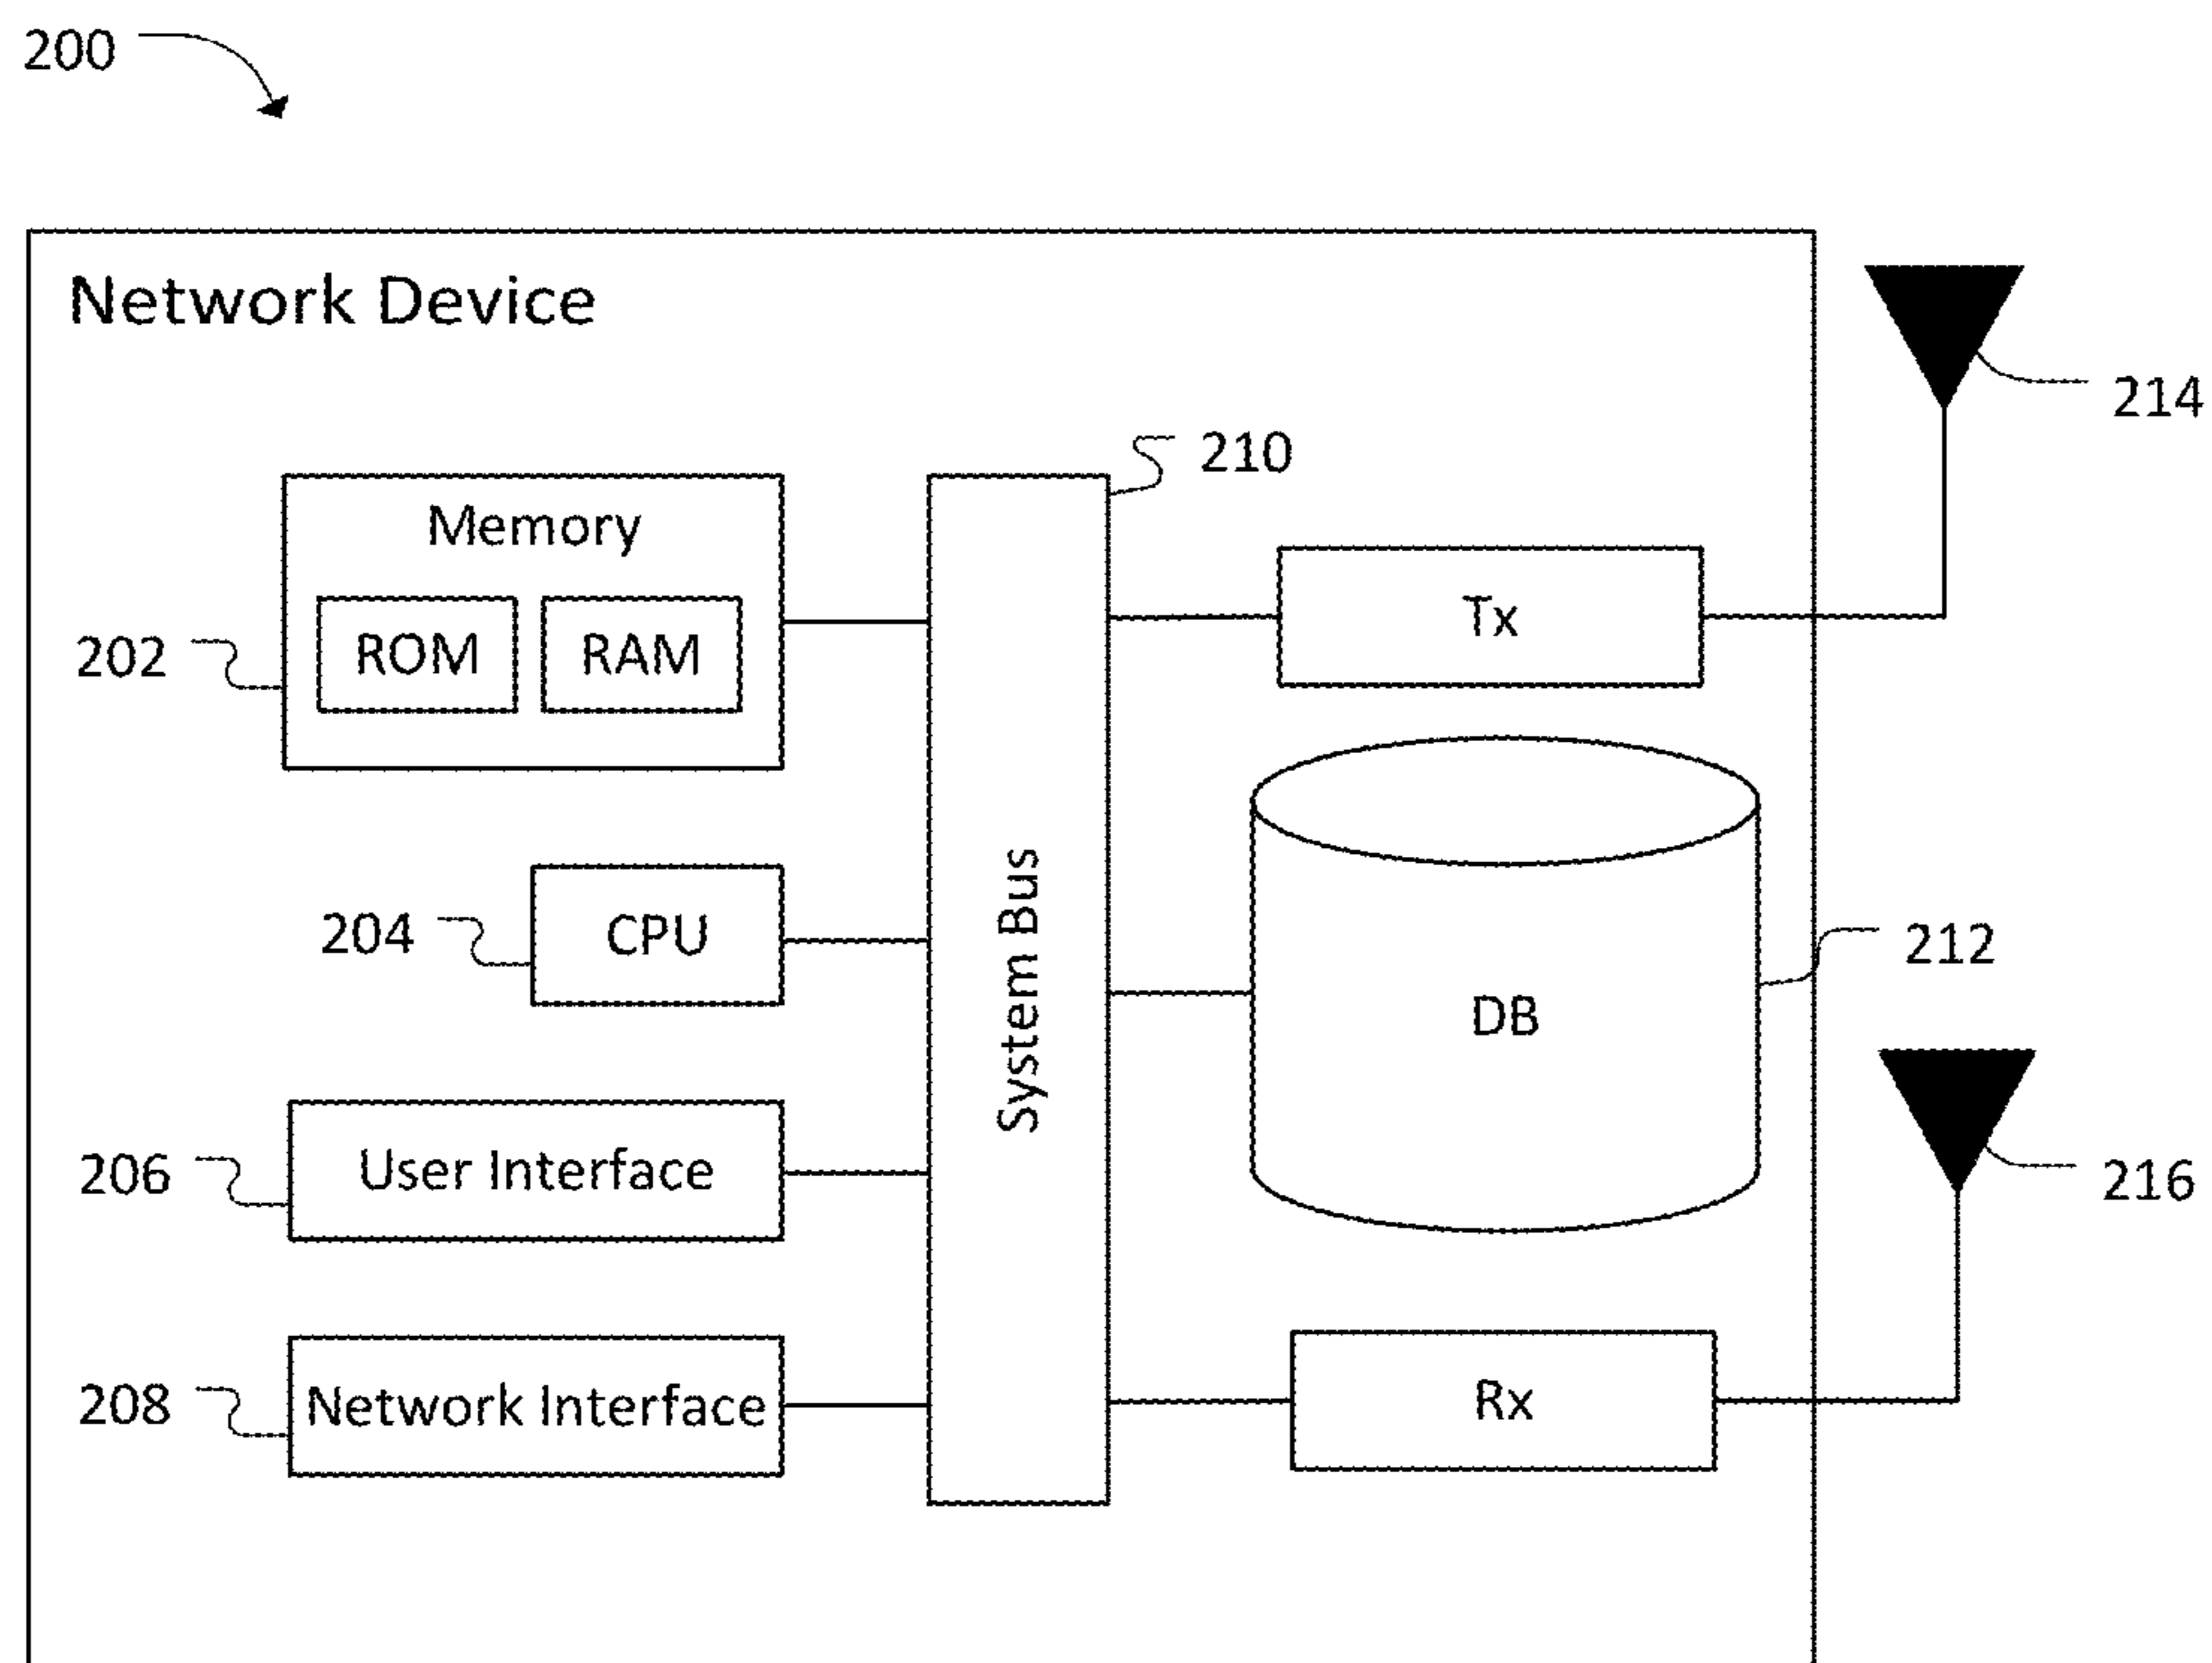 200
Network Device
214
210
Memory
Tx
202
ROM
RAM
204
CPU
System Bus
212
DB
206
User Interface
216
208
Network Interface
Rx